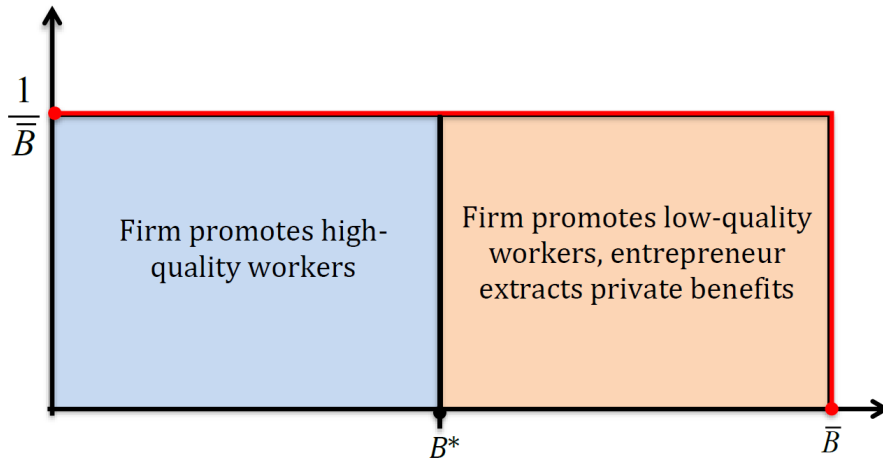 1
B̅
Firm promotes high-
quality workers
Firm promotes low-quality
workers, entrepreneur
extracts private benefits
B*
B̅